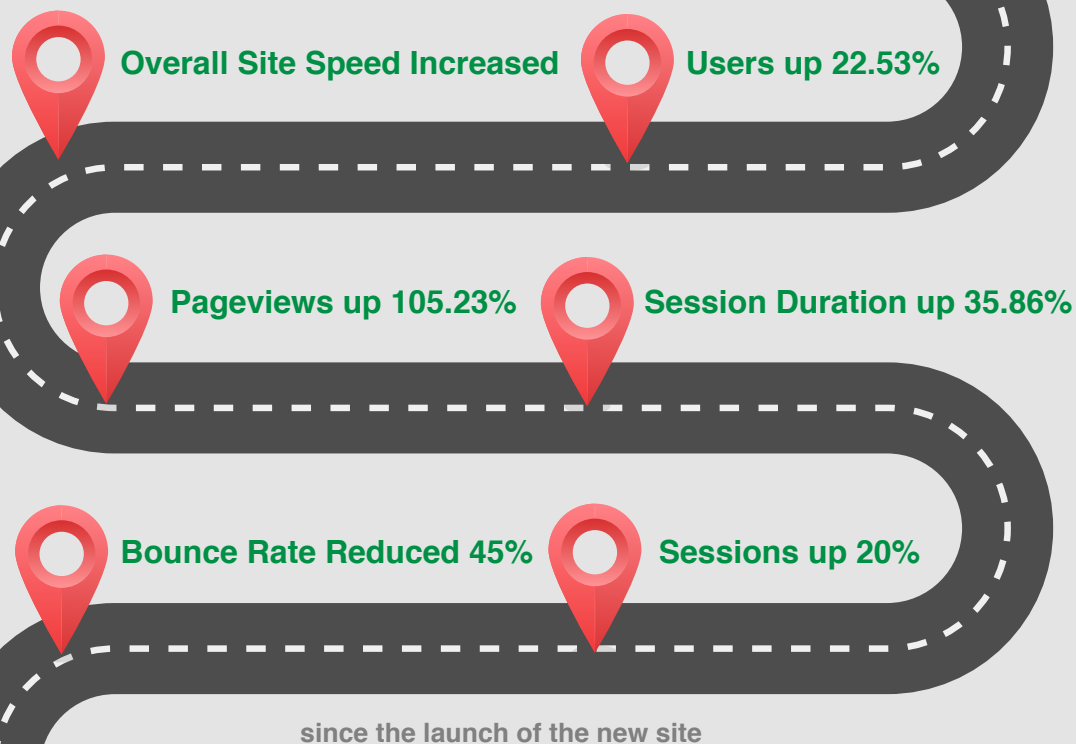 Overall Site Speed Increased
Users up 22.53%
Pageviews up 105.23%
Session Duration up 35.86%
Bounce Rate Reduced 45%
Sessions up 20%
since the launch of the new site